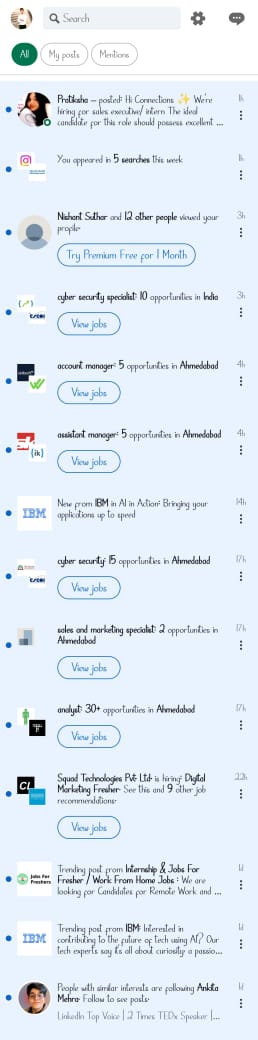 Search
All
My posts
Mentions
Pratiksha — posted: Hi Connections ✨ We're
hiring for sales executive/ intern The ideal
candidate for this role should possess excellent ...
1h
You appeared in 5 searches this week
1h
Nishant Suthar and 12 other people viewed your
profile.
3h
Try Premium Free for 1 Month
cyber security specialist: 10 opportunities in India
3h
View jobs
account manager: 5 opportunities in Ahmedabad
4h
View jobs
assistant manager: 5 opportunities in Ahmedabad
4h
{ik}
View jobs
IBM
New from IBM in AI in Action: Bringing your
applications up to speed
14h
cyber security: 15 opportunities in Ahmedabad
17h
View jobs
sales and marketing specialist: 2 opportunities in
Ahmedabad
17h
View jobs
analyst: 30+ opportunities in Ahmedabad
17h
View jobs
Squad Technologies Pvt. Ltd. is hiring: Digital
Marketing Fresher. See this and 9 other job
recommendations.
22h
View jobs
Jobs For
Freshers
Trending post from Internship & Jobs For
Fresher / Work From Home Jobs : We are
looking for Candidates for Remote Work and ...
1d
IBM
Trending post from IBM: Interested in
contributing to the future of tech using AI? Our
tech experts say it's all about curiosity: a passio...
1d
People with similar interests are following Ankita
Mehra. Follow to see posts.
LinkedIn Top Voice | 2 Times TEDx Speaker |...
1d